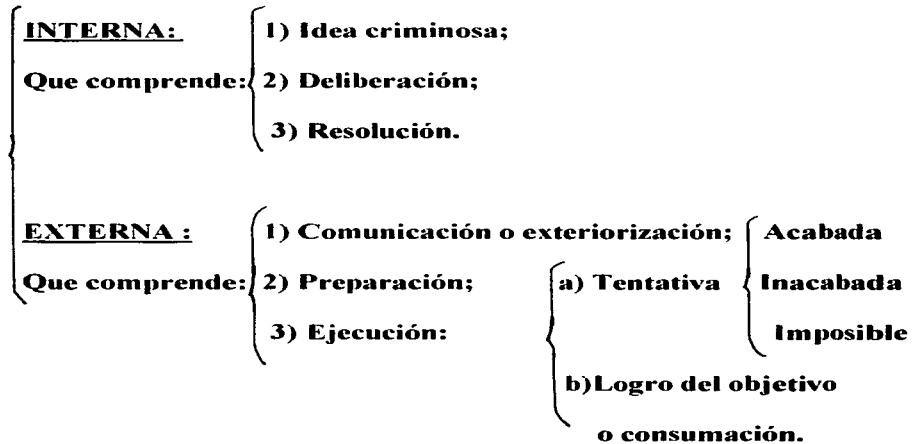 INTERNA:
1) Idea criminosa;
Que comprende:
2) Deliberación;
3) Resolución.
EXTERNA :
1) Comunicación o exteriorización;
Acabada
Que comprende:
2) Preparación;
a) Tentativa
Inacabada
3) Ejecución:
Imposible
b)Logro del objetivo
o consumación.